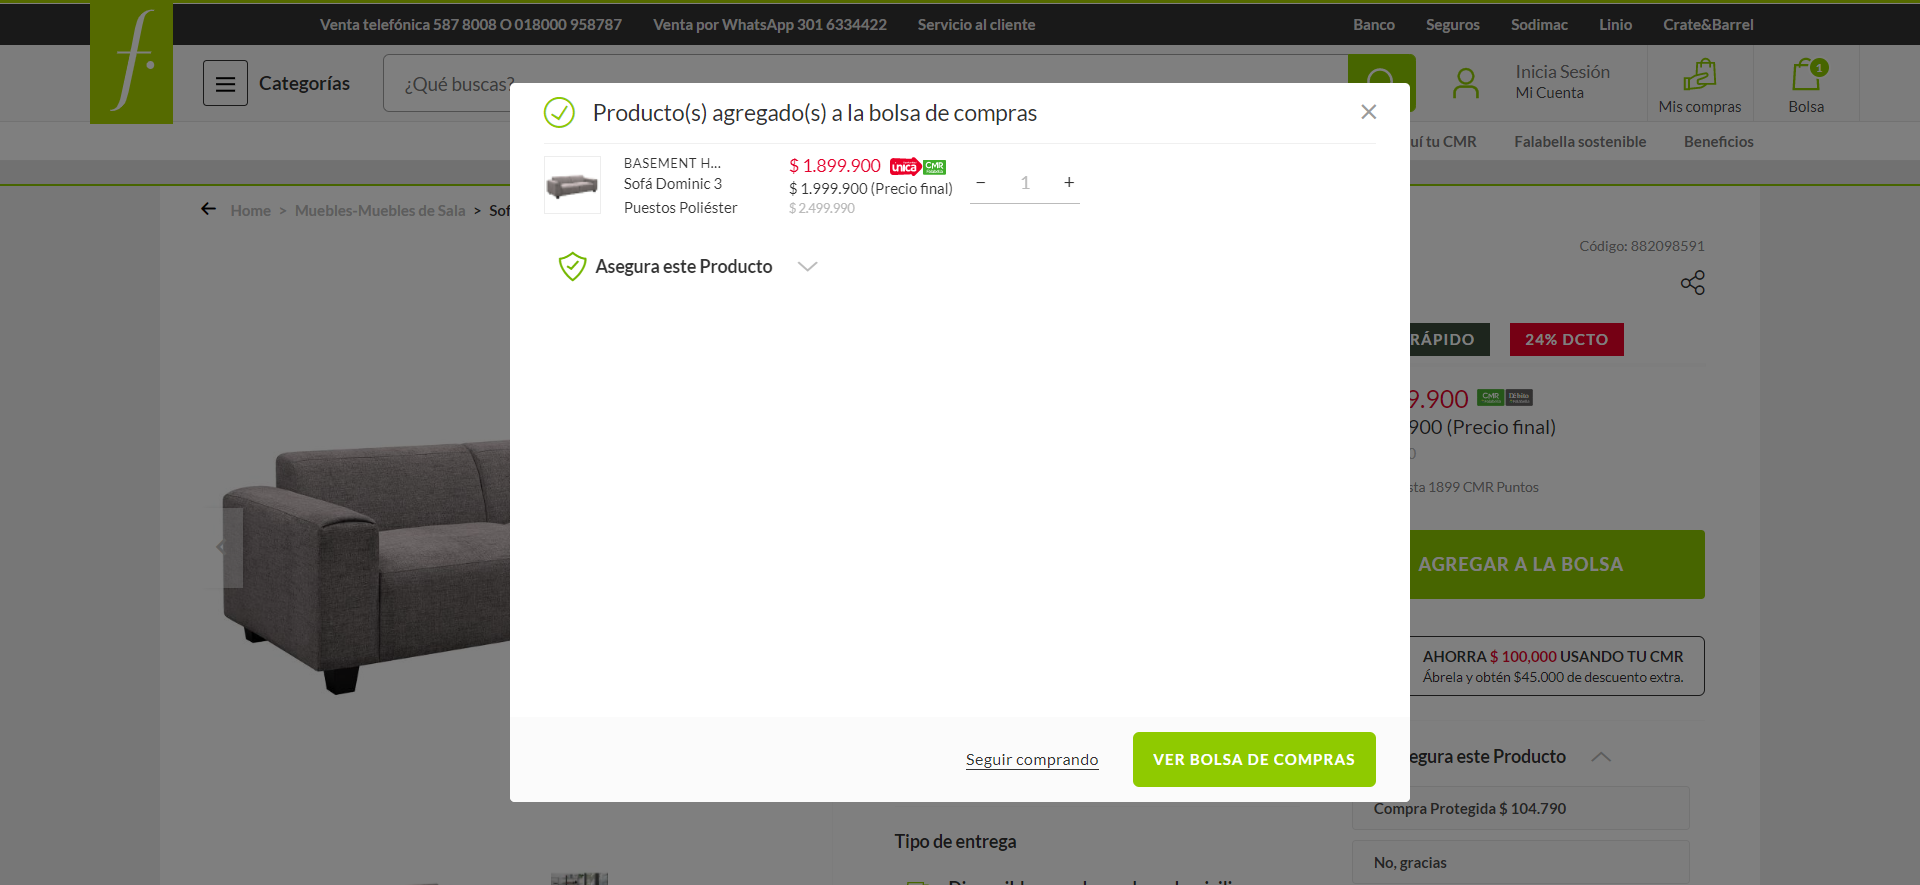 Venta telefónica 587 8008 O 018000 958787 Venta por WhatsApp 301 6334422 Servicio al cliente Banco Seguros Sodimac Linio Crate&Barrel
f.
Categorías
¿Qué buscas?
Inicia Sesión
Mi Cuenta
Mis compras
1
Bolsa
uí tu CMR Falabella sostenible Beneficios
Home > Muebles-Muebles de Sala > Sof
Producto(s) agregado(s) a la bolsa de compras
BASEMENT H...
Sofá Dominic 3
Puestos Poliéster
$ 1.899.900 única CMR
$ 1.999.900 (Precio final)
$ 2.499.990
− 1 +
Asegura este Producto
Seguir comprando
VER BOLSA DE COMPRAS
Código: 882098591
RÁPIDO
24% DCTO
9.900 CMR
900 (Precio final)
0
sta 1899 CMR Puntos
AGREGAR A LA BOLSA
AHORRA $ 100,000 USANDO TU CMR
Ábrela y obtén $45.000 de descuento extra.
egura este Producto
Compra Protegida $ 104.790
No, gracias
Tipo de entrega